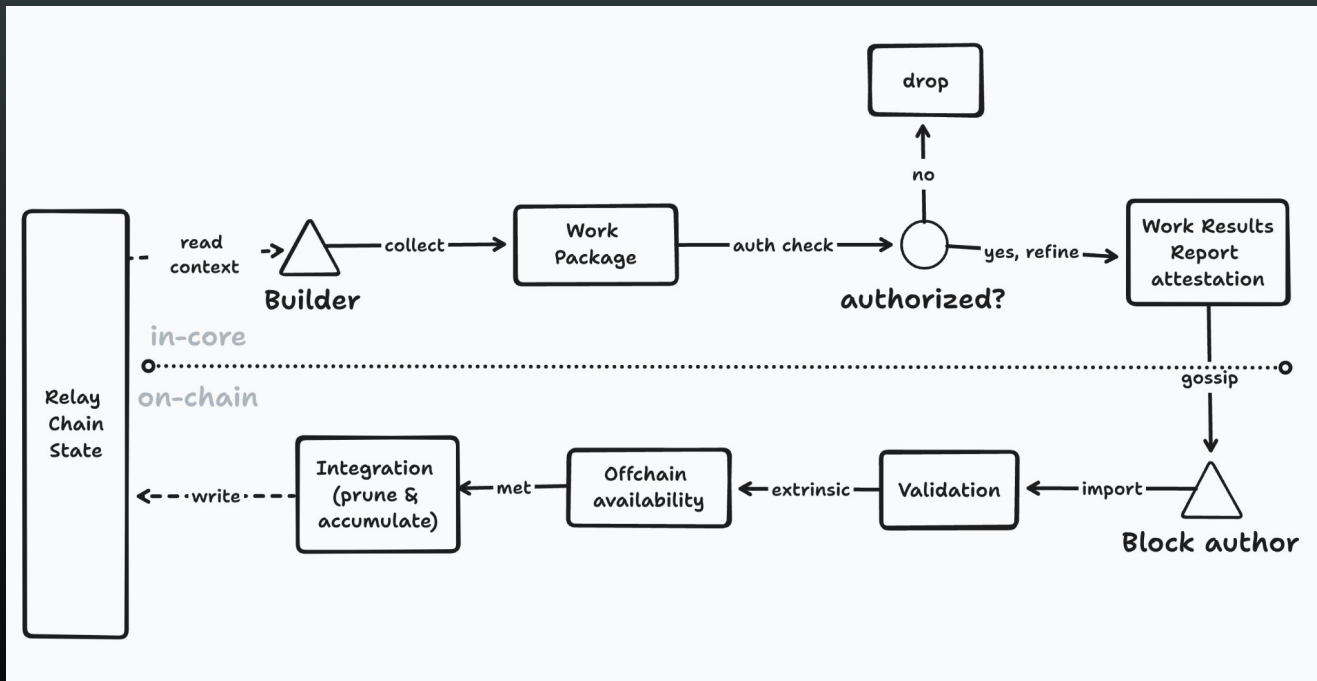 drop
no
read
context
collect
Work
Package
auth check
yes, refine
Work Results
Report
attestation
Builder
authorized?
in-core
on-chain
gossip
Relay
Chain
State
write
Integration
(prune &
accumulate)
met
Offchain
availability
extrinsic
Validation
import
Block author